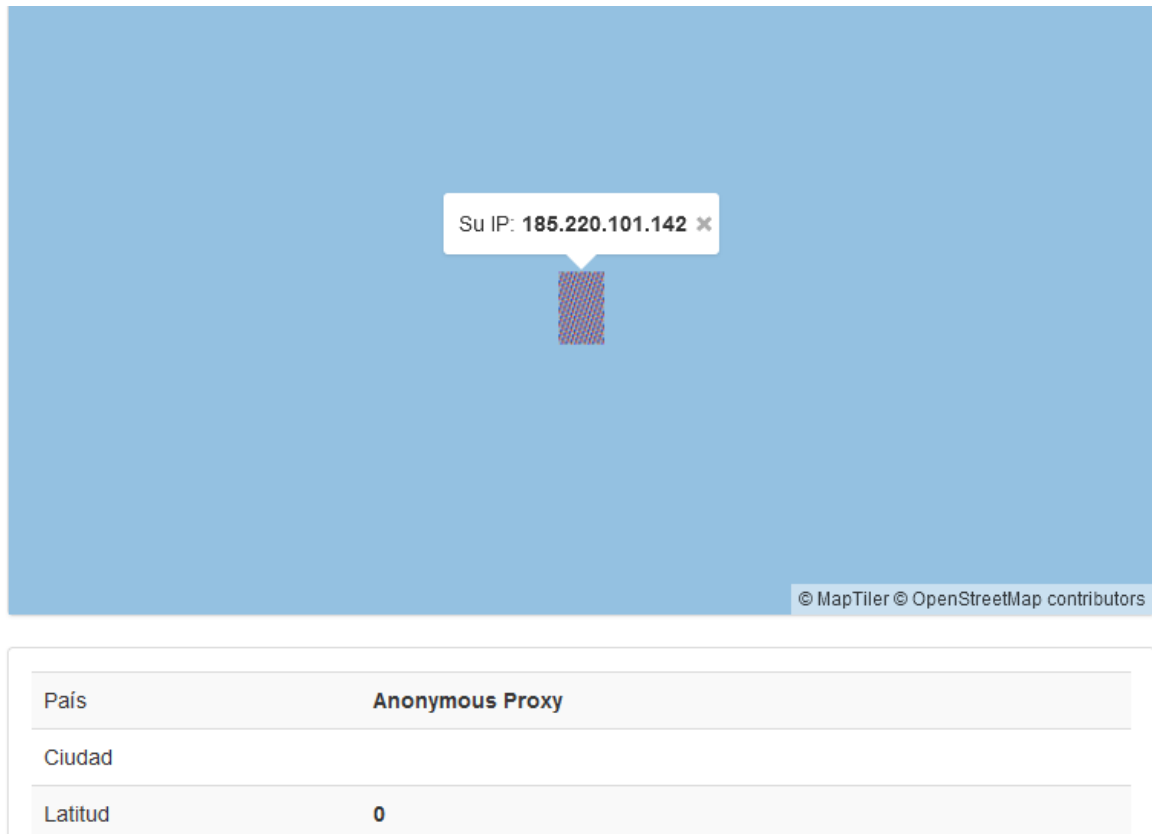 Su IP: 185.220.101.142 ×
© MapTiler © OpenStreetMap contributors
País Anonymous Proxy
Ciudad
Latitud 0